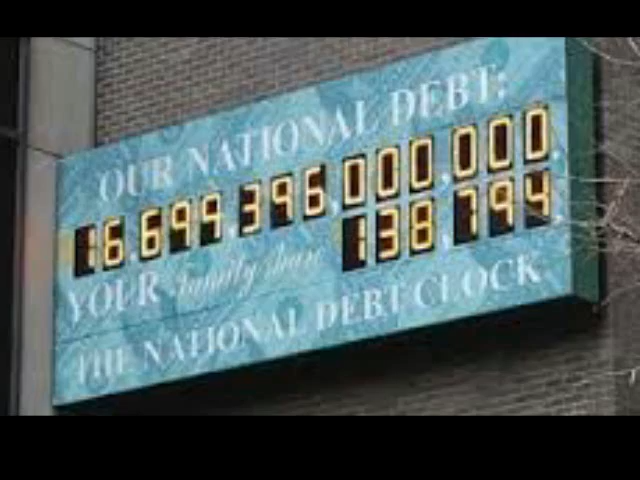 OUR NATIONAL DEBT:
16,699,396,000,000
YOUR Family share 138,794
THE NATIONAL DEBT CLOCK